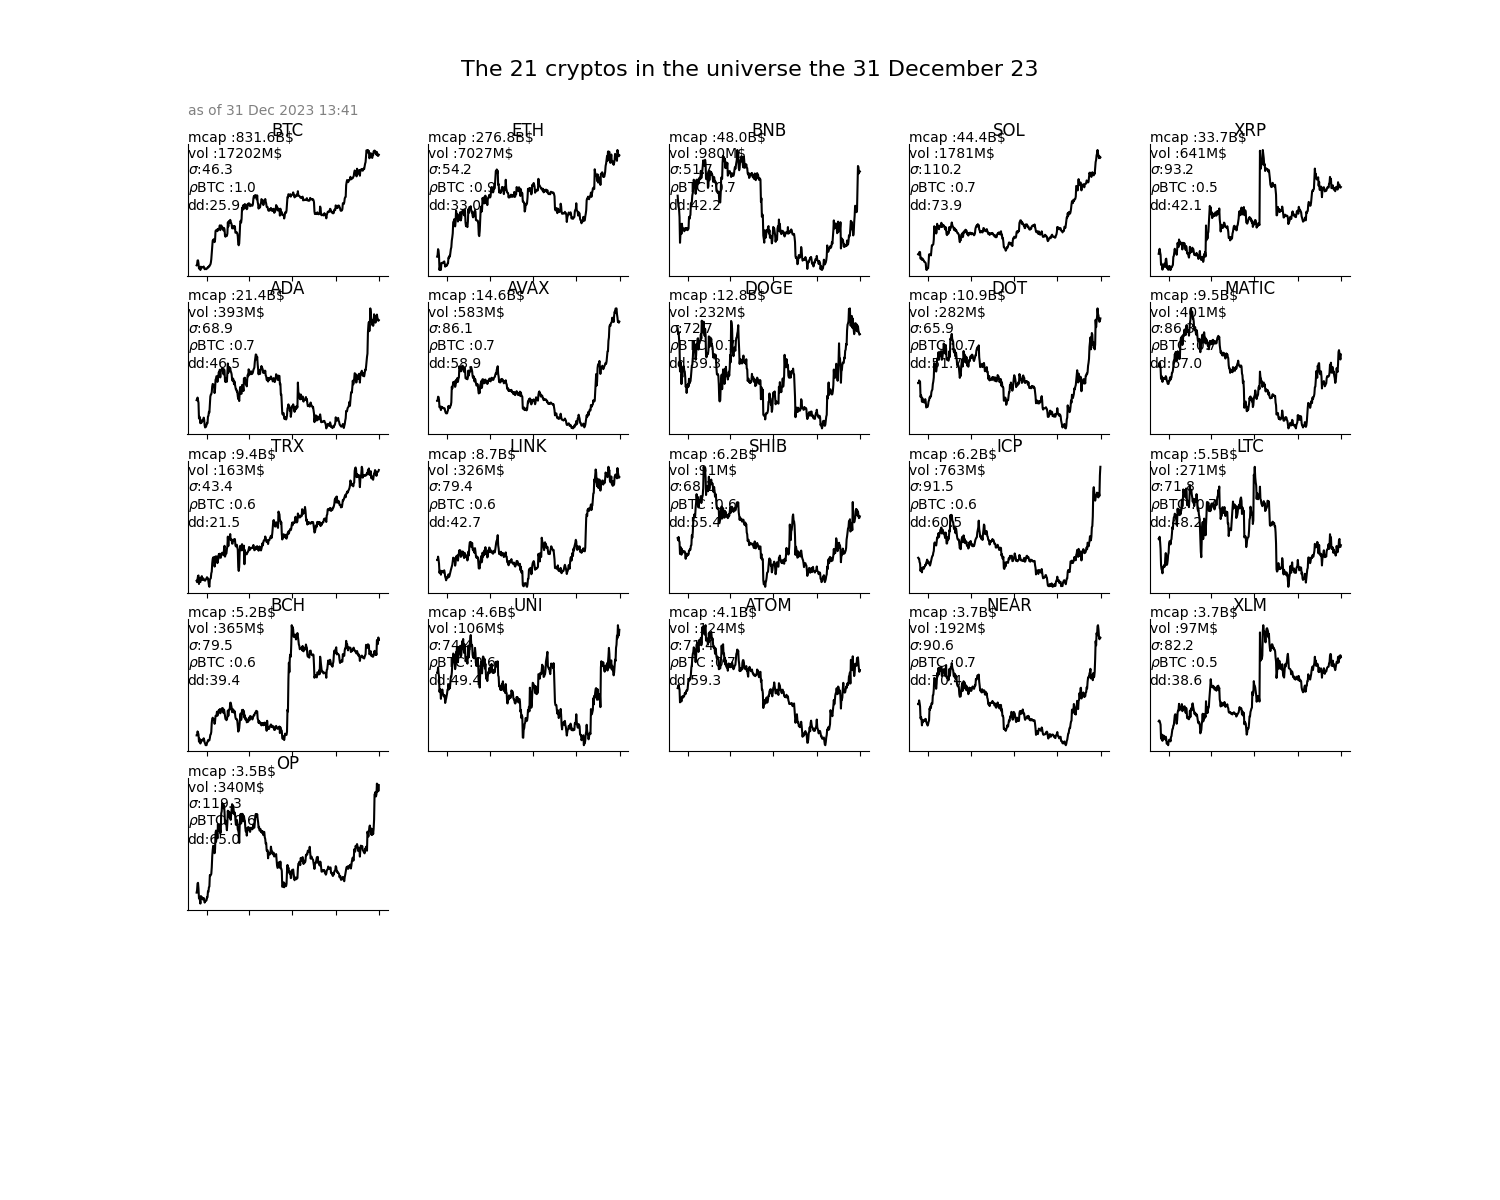 The 21 cryptos in the universe the 31 December 23
as of 31 Dec 2023 13:41
BTC
mcap :831.6B$
vol :17202M$
σ:46.3
ρBTC :1.0
dd:25.9
ETH
mcap :276.8B$
vol :7027M$
σ:54.2
ρBTC :0.9
dd:33.0
BNB
mcap :48.0B$
vol :980M$
σ:51.7
ρBTC :0.7
dd:42.2
SOL
mcap :44.4B$
vol :1781M$
σ:110.2
ρBTC :0.7
dd:73.9
XRP
mcap :33.7B$
vol :641M$
σ:93.2
ρBTC :0.5
dd:42.1
ADA
mcap :21.4B$
vol :393M$
σ:68.9
ρBTC :0.7
dd:46.5
AVAX
mcap :14.6B$
vol :583M$
σ:86.1
ρBTC :0.7
dd:58.9
DOGE
mcap :12.8B$
vol :232M$
σ:72.7
ρBTC
dd:59.3
DOT
mcap :10.9B$
vol :282M$
σ:65.9
ρBTC :0.7
MATIC
mcap :9.5B$
vol :401M$
ρBTC
dd:67.0
TRX
mcap :9.4B$
vol :163M$
σ:43.4
ρBTC :0.6
dd:21.5
LINK
mcap :8.7B$
vol :326M$
σ:79.4
ρBTC :0.6
dd:42.7
SHIB
mcap :6.2B$
vol :91M$
ρBTC :0.6
dd:55.4
ICP
mcap :6.2B$
vol :763M$
σ:91.5
ρBTC :0.6
dd:60.5
LTC
mcap :5.5B$
vol :271M$
σ:71.8
ρBTC :0.7
dd:48.2
BCH
mcap :5.2B$
vol :365M$
σ:79.5
ρBTC :0.6
dd:39.4
UNI
mcap :4.6B$
vol :106M$
ρBTC :0.6
dd:49.4
ATOM
mcap :4.1B$
vol :124M$
ρBTC :0.7
dd:59.3
NEAR
mcap :3.7B$
vol :192M$
σ:90.6
ρBTC :0.7
dd:70.4
XLM
mcap :3.7B$
vol :97M$
σ:82.2
ρBTC :0.5
dd:38.6
OP
mcap :3.5B$
vol :340M$
σ:119.3
ρBTC :0.6
dd:65.0